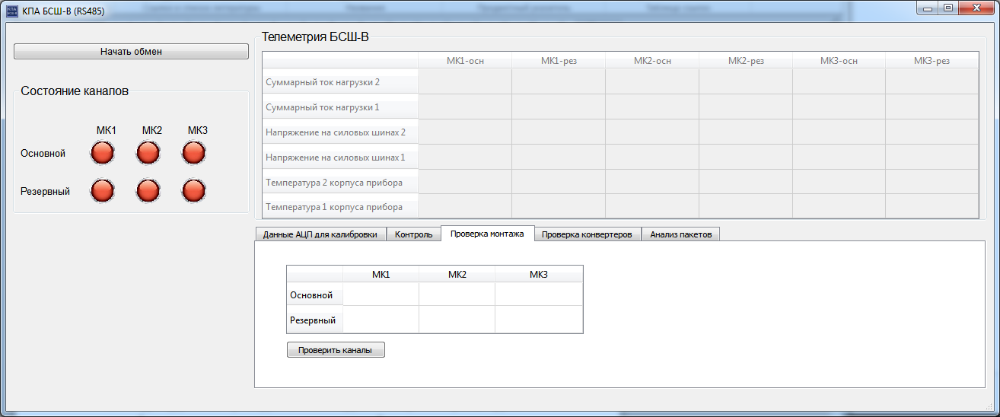 КПА БСШ-В (RS485)
Начать обмен
Состояние каналов
МК1 МК2 МК3
Основной
Резервный
Телеметрия БСШ-В
МК1-осн МК1-рез МК2-осн МК2-рез МК3-осн МК3-рез
Суммарный ток нагрузки 2
Суммарный ток нагрузки 1
Напряжение на силовых шинах 2
Напряжение на силовых шинах 1
Температура 2 корпуса прибора
Температура 1 корпуса прибора
Данные АЦП для калибровки Контроль Проверка монтажа Проверка конвертеров Анализ пакетов
МК1 МК2 МК3
Основной
Резервный
Проверить каналы